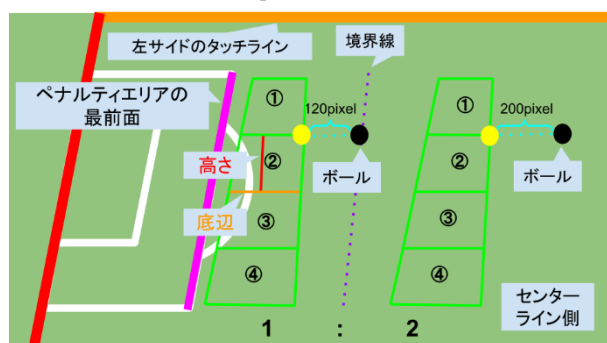 左サイドのタッチライン
境界線
ペナルティエリアの
最前面
①
120pixel
①
200pixel
高さ
②
ボール
②
ボール
底辺
③
③
④
④
センター
ライン側
1 : 2